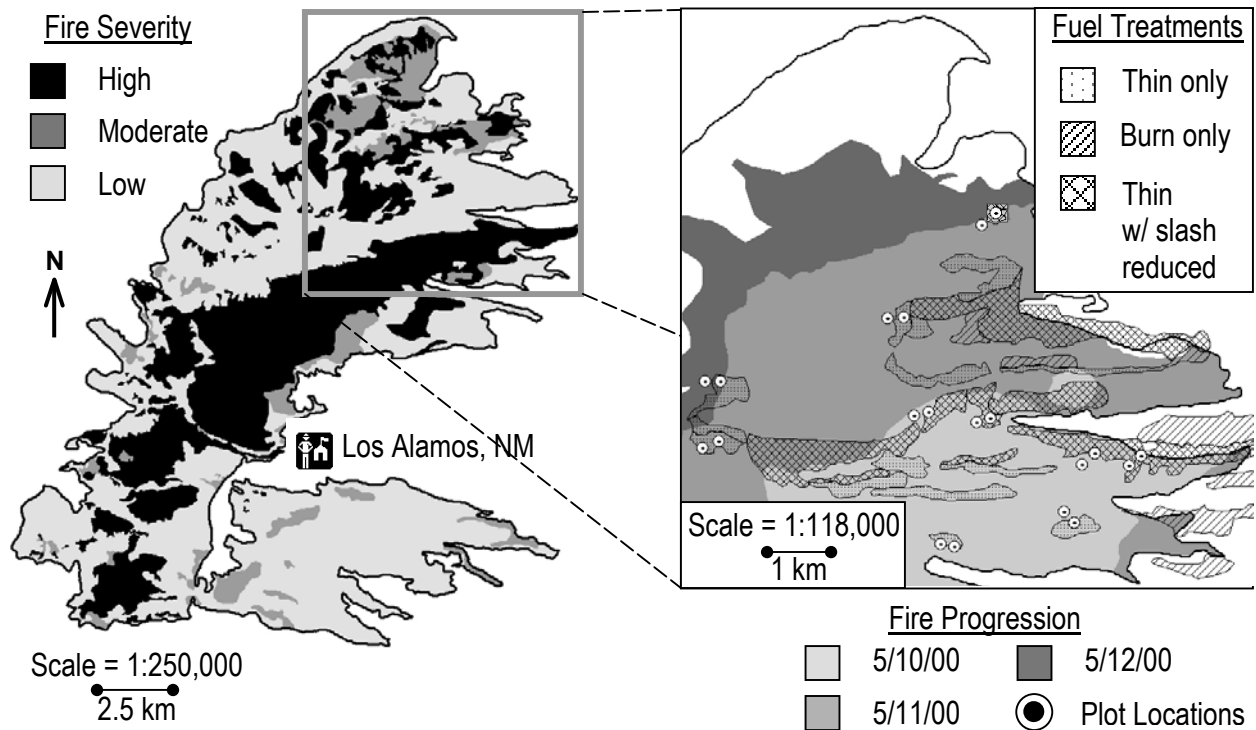 Fire Severity
High
Moderate
Low
N
Los Alamos, NM
Scale = 1:250,000
2.5 km
Fuel Treatments
Thin only
Burn only
Thin
w/ slash
reduced
Scale = 1:118,000
1 km
Fire Progression
5/10/00
5/12/00
5/11/00
Plot Locations